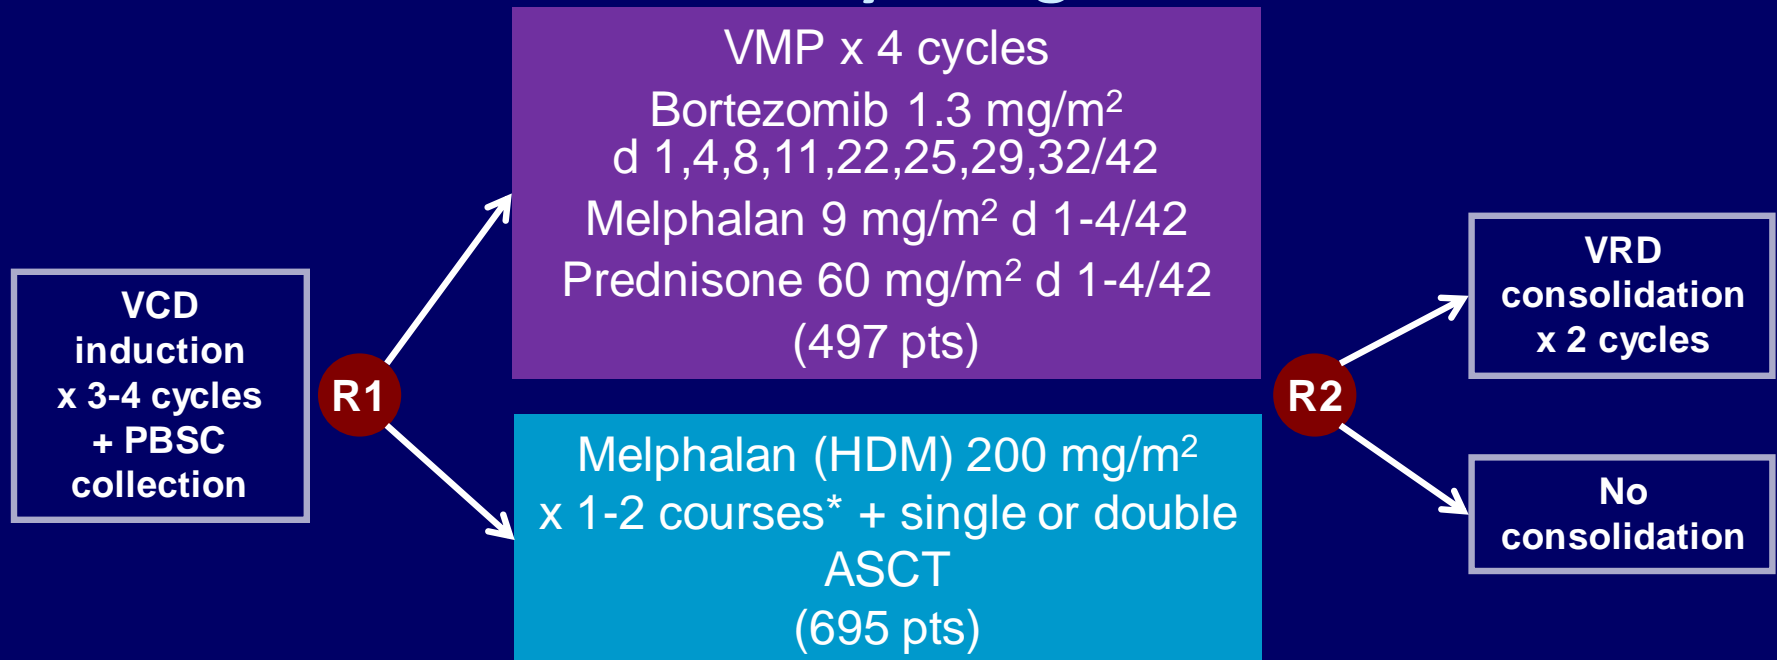 VCD
induction
x 3-4 cycles
+ PBSC
collection
R1
VMP x 4 cycles
Bortezomib 1.3 mg/m²
d 1,4,8,11,22,25,29,32/42
Melphalan 9 mg/m² d 1-4/42
Prednisone 60 mg/m² d 1-4/42
(497 pts)
Melphalan (HDM) 200 mg/m²
x 1-2 courses* + single or double
ASCT
(695 pts)
R2
VRD
consolidation
x 2 cycles
No
consolidation